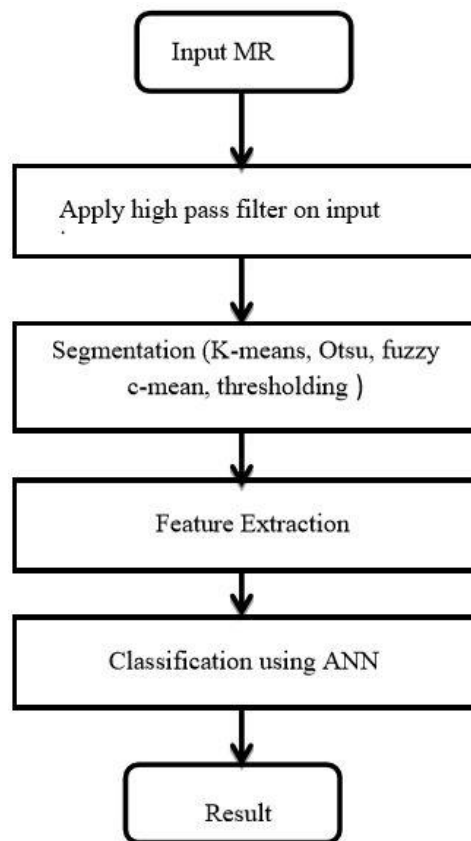 Input MR
Apply high pass filter on input
.
Segmentation (K-means, Otsu, fuzzy
c-mean, thresholding )
Feature Extraction
Classification using ANN
Result